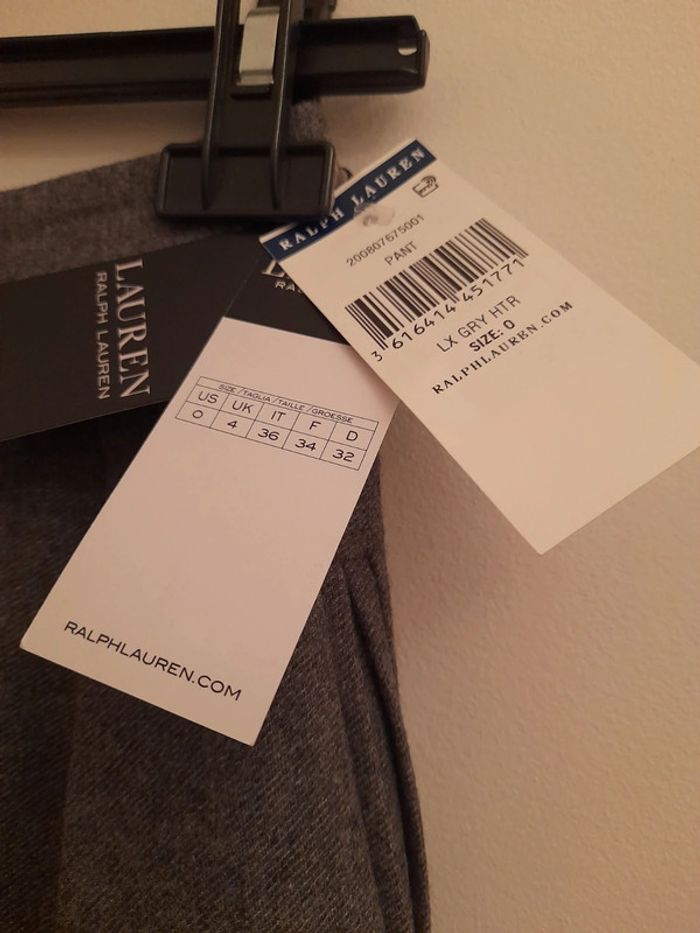 RALPH LAUREN
200807675001
PANT
3 616414 451771
LX GRY HTR
SIZE: 0
RALPHLAUREN.COM
LAUREN
RALPH LAUREN
SIZE/TAGLIA/TAILLE/GROESSE
US UK IT F D
0 4 36 34 32
RALPHLAUREN.COM